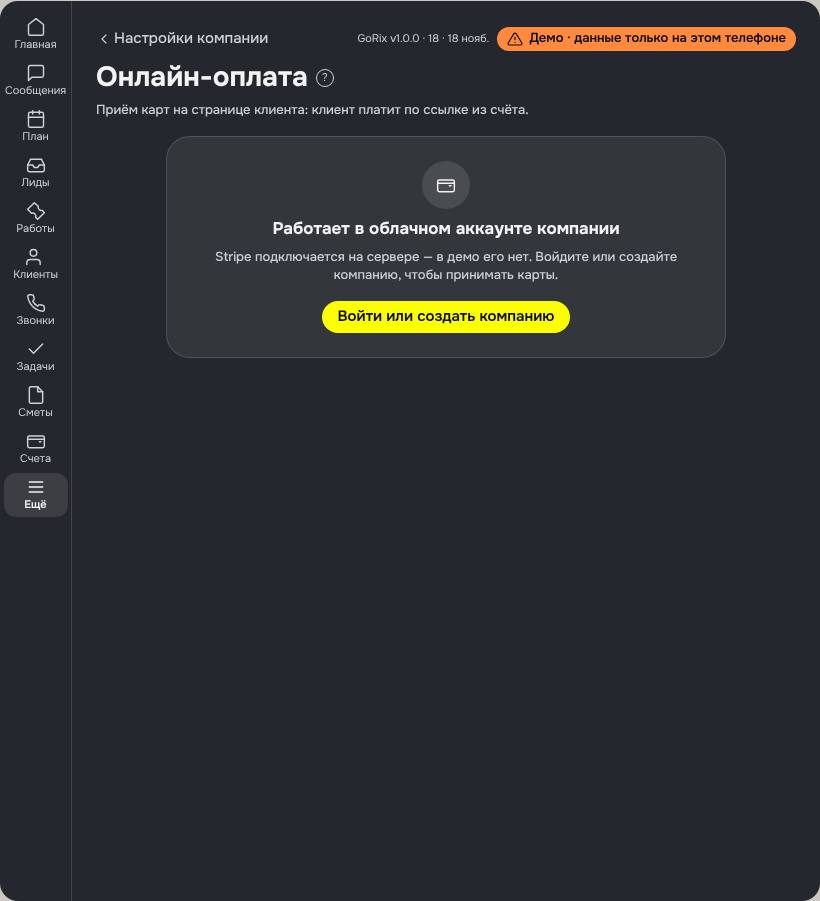 Главная
Сообщения
План
Лиды
Работы
Клиенты
Звонки
Задачи
Сметы
Счета
Ещё
Настройки компании
GoRix v1.0.0 · 18 · 18 нояб.
Демо · данные только на этом телефоне
Онлайн-оплата
?
Приём карт на странице клиента: клиент платит по ссылке из счёта.
Работает в облачном аккаунте компании
Stripe подключается на сервере — в демо его нет. Войдите или создайте
компанию, чтобы принимать карты.
Войти или создать компанию